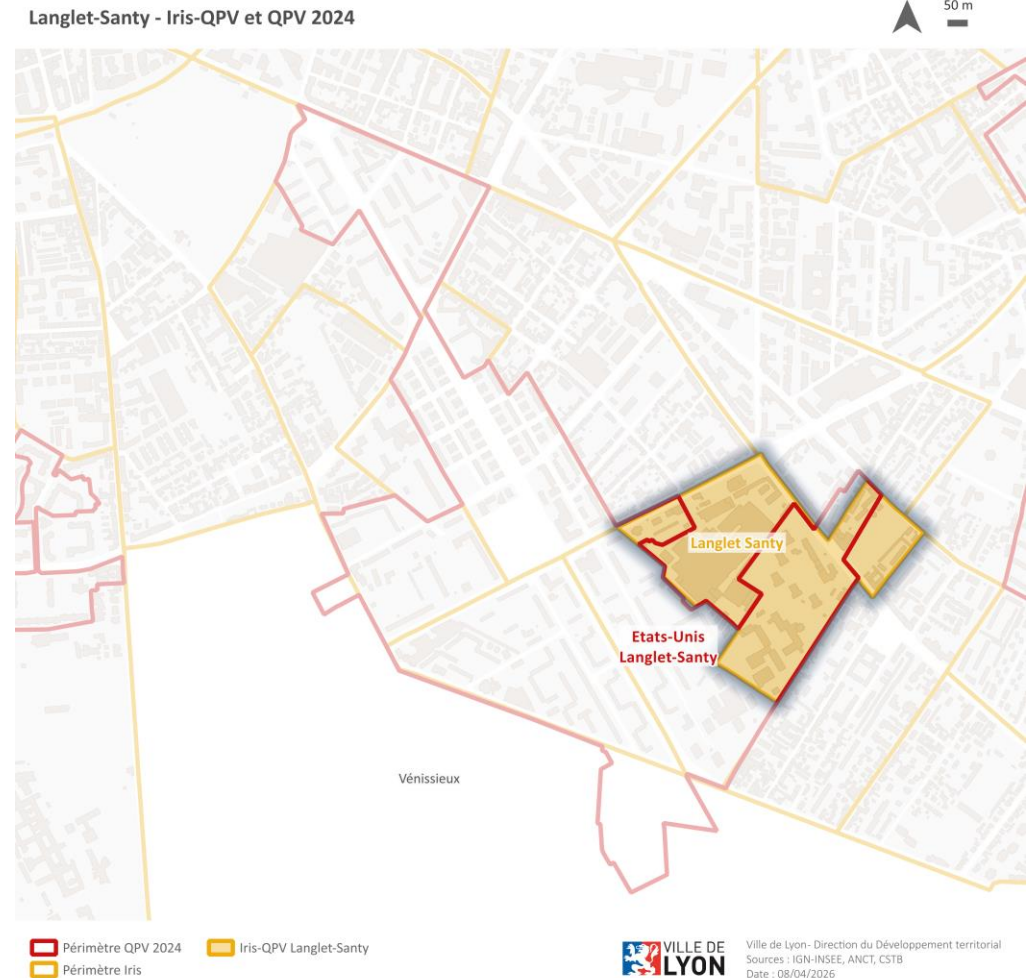 Langlet-Santy - Iris-QPV et QPV 2024
50 m
Langlet Santy
Etats-Unis
Langlet-Santy
Vénissieux
Périmètre QPV 2024
Iris-QPV Langlet-Santy
Périmètre Iris
VILLE DE
LYON
Ville de Lyon- Direction du Développement territorial
Sources : IGN-INSEE, ANCT, CSTB
Date : 08/04/2026